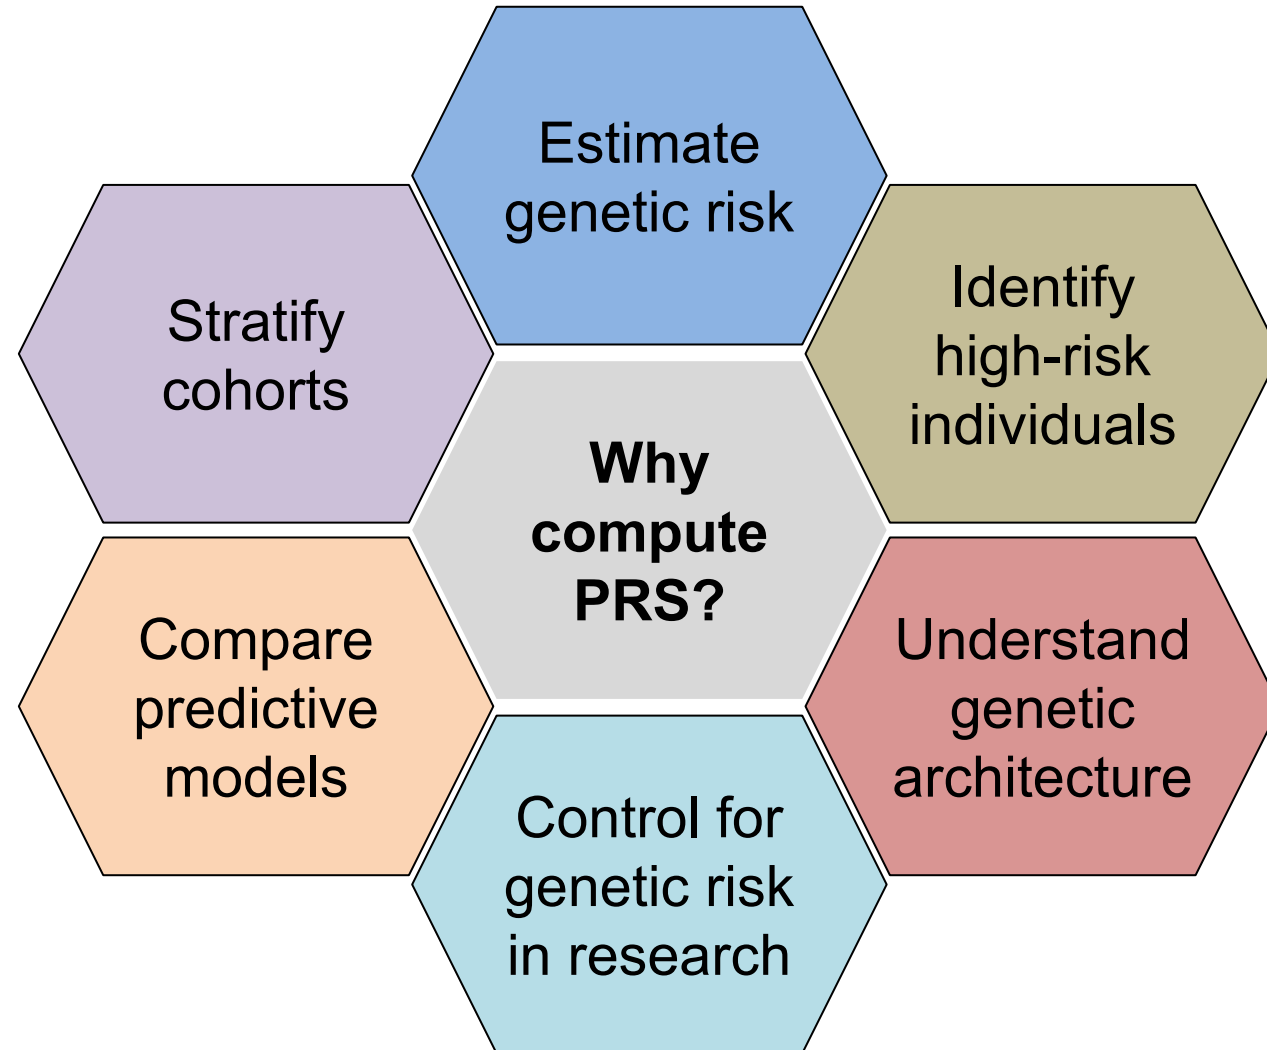 Estimate
genetic risk
Stratify
cohorts
Identify
high-risk
individuals
Why
compute
PRS?
Compare
predictive
models
Understand
genetic
architecture
Control for
genetic risk
in research